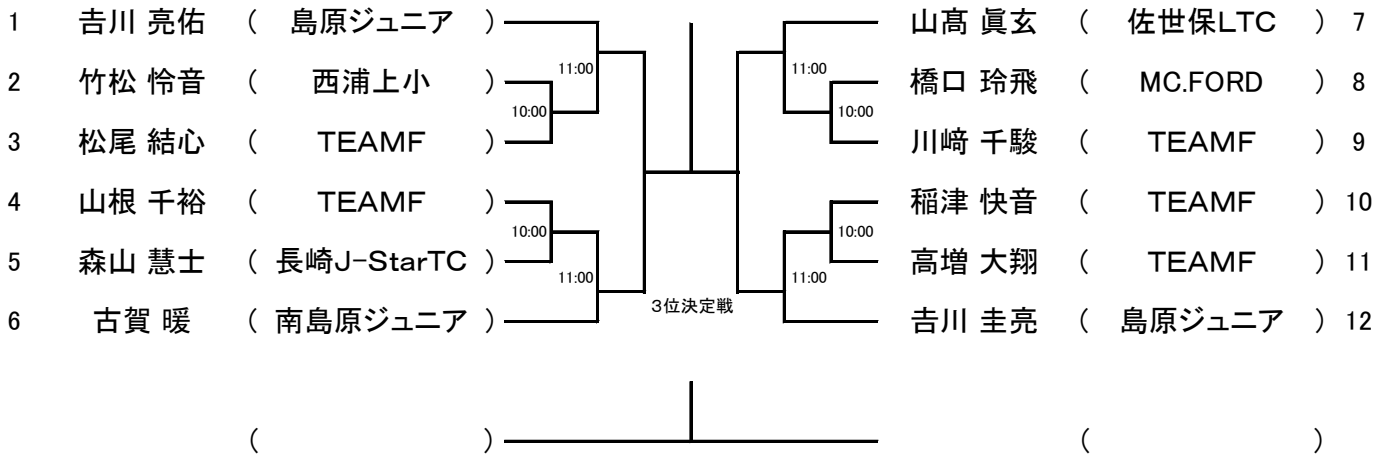 1 吉川 亮佑 ( 島原ジュニア ) 山髙 眞玄 ( 佐世保LTC ) 7
11:00 11:00
2 竹松 怜音 ( 西浦上小 ) 橋口 玲飛 ( MC.FORD ) 8
10:00 10:00
3 松尾 結心 ( TEAMF ) 川﨑 千駿 ( TEAMF ) 9
4 山根 千裕 ( TEAMF ) 稲津 快音 ( TEAMF ) 10
10:00 10:00
5 森山 慧士 ( 長崎J-StarTC ) 高増 大翔 ( TEAMF ) 11
11:00 11:00
3位決定戦
6 古賀 暖 ( 南島原ジュニア ) 吉川 圭亮 ( 島原ジュニア ) 12
( ) ( )